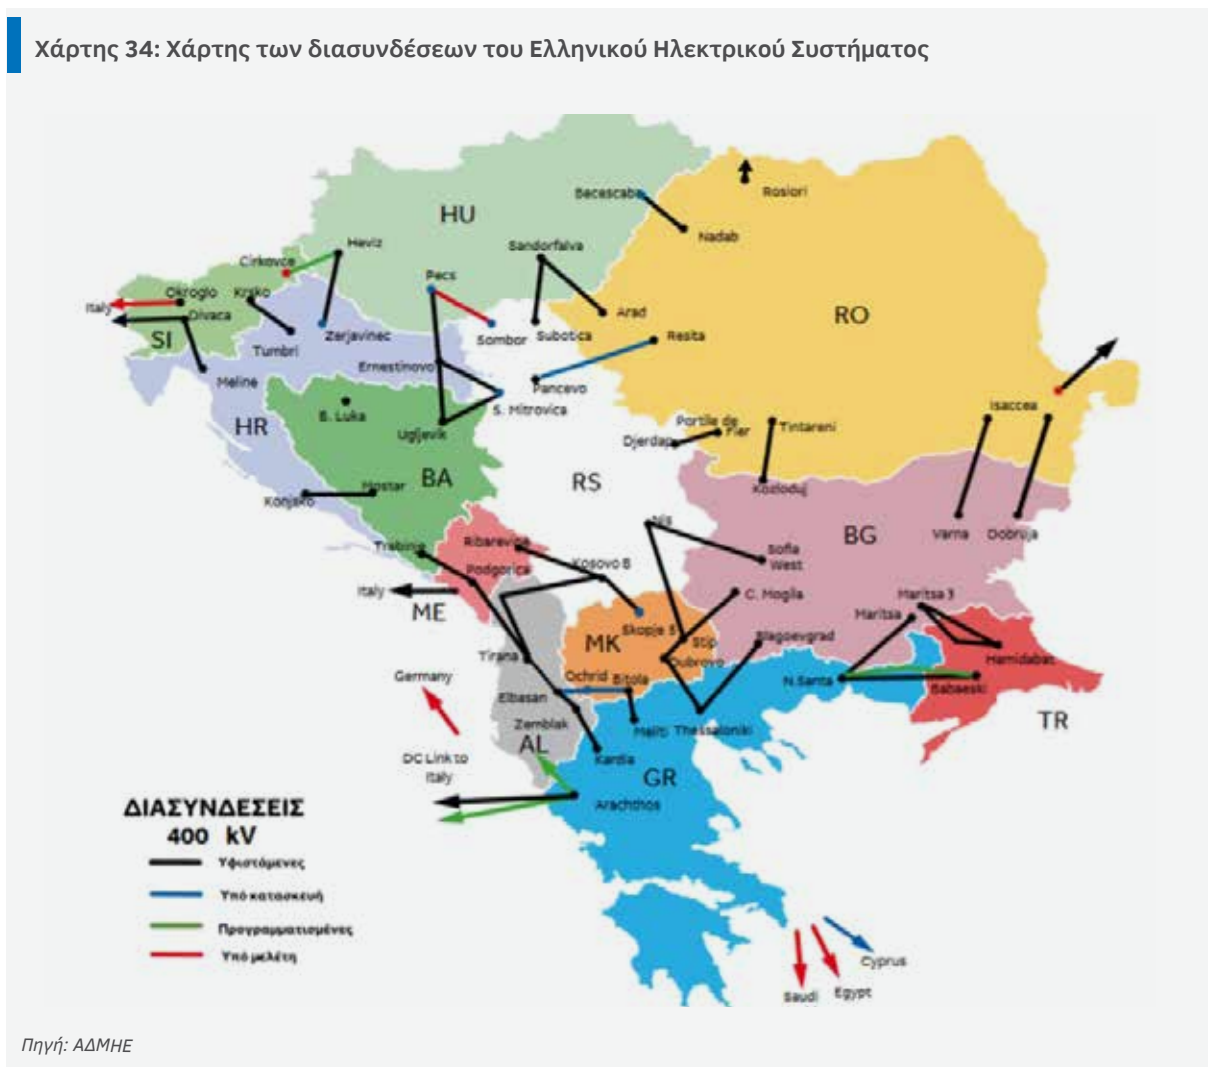 Χάρτης 34: Χάρτης των διασυνδέσεων του Ελληνικού Ηλεκτρικού Συστήματος
Becescaba
Rosiori
HU
Nadab
Heviz
Sandorfalva
Cirkovce
Pecs
Okroglo
Krsko
Italy
Divaca
Arad
RO
SI
Zerjavinec
Sombor
Subotica
Resita
Tumbri
Ernestinovo
Meline
Pancevo
S. Mitrovica
B. Luka
Isaccea
HR
Ugljevik
Portile de
Fier
Tintareni
Djerdap
BA
RS
Mostar
Kozloduj
Konjsko
Nis
BG
Varna
Dobruja
Trebinje
Ribarevina
Sofia
West
Kosovo B
Podgorica
Italy
C. Mogila
Maritsa 3
ME
Maritsa
Skopje 5
MK
Stip
Blagoevgrad
Tirana
Dubrovo
Hamidabat
Germany
Ochrid
Bitola
N.Santa
Babaeski
Elbasan
Zemblak
Meliti
Thessaloniki
TR
AL
DC Link to
Italy
Kardia
GR
Arachthos
ΔΙΑΣΥΝΔΕΣΕΙΣ
400 kV
Υφιστάμενες
Υπό κατασκευή
Προγραμματισμένες
Υπό μελέτη
Cyprus
Saudi
Egypt
Πηγή: ΑΔΜΗΕ